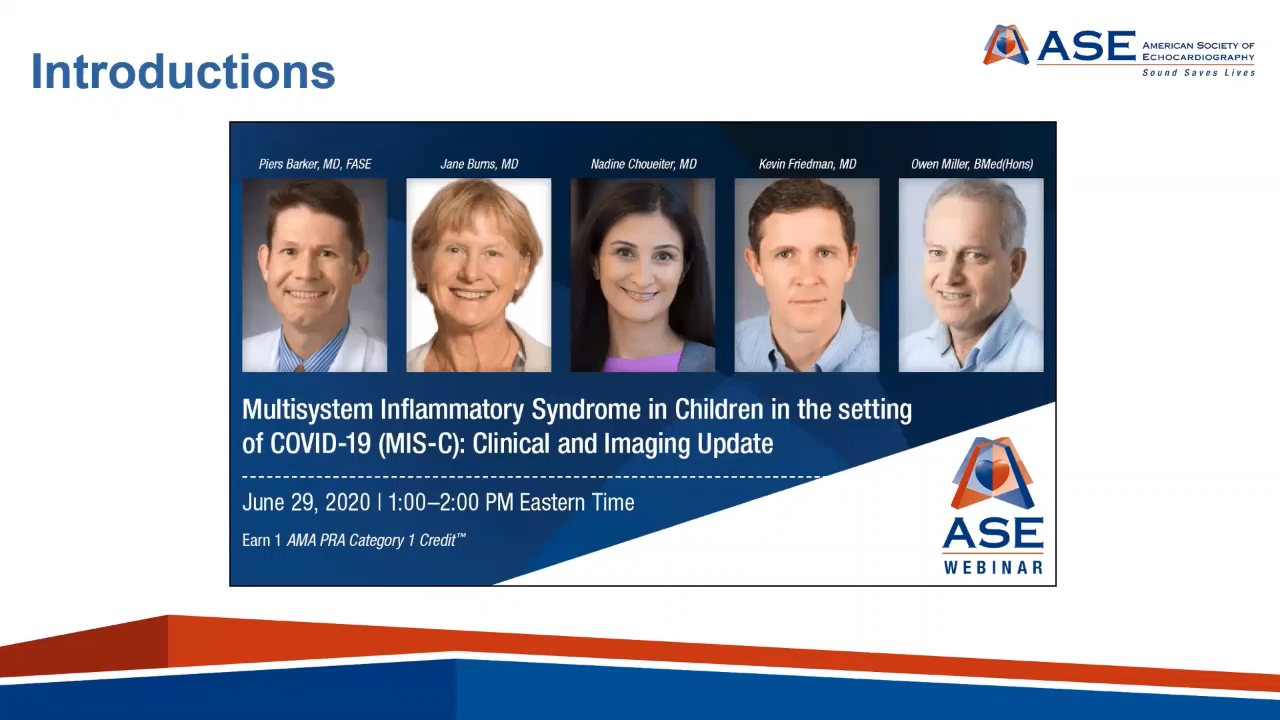 Introductions
ASE AMERICAN SOCIETY OF
ECHOCARDIOGRAPHY
Sound Saves Lives
Piers Barker, MD, FASE
Jane Burns, MD
Nadine Choueiter, MD
Kevin Friedman, MD
Owen Miller, BMed(Hons)
Multisystem Inflammatory Syndrome in Children in the setting
of COVID-19 (MIS-C): Clinical and Imaging Update
June 29, 2020 | 1:00–2:00 PM Eastern Time
Earn 1 AMA PRA Category 1 Credit™
ASE
WEBINAR